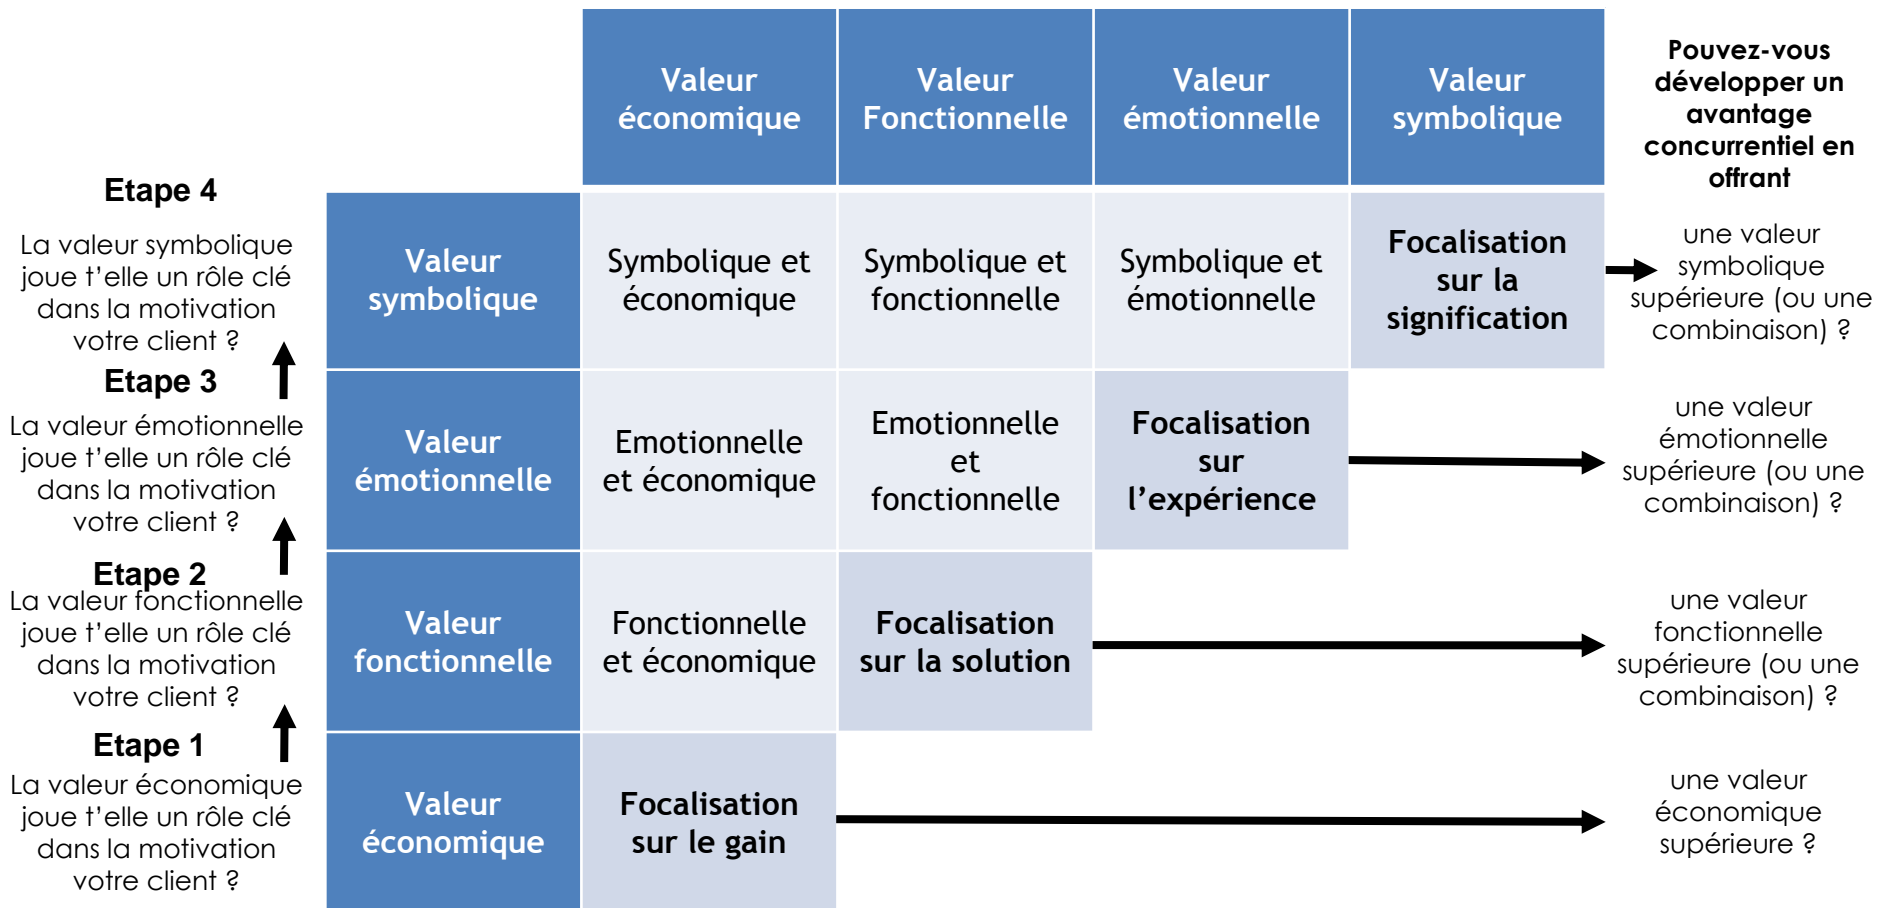 Valeur
économique
Valeur
Fonctionnelle
Valeur
émotionnelle
Valeur
symbolique
Pouvez-vous
développer un
avantage
concurrentiel en
offrant
Etape 4
La valeur symbolique
joue t’elle un rôle clé
dans la motivation
votre client ?
Valeur
symbolique
Symbolique et
économique
Symbolique et
fonctionnelle
Symbolique et
émotionnelle
Focalisation
sur la
signification
une valeur
symbolique
supérieure (ou une
combinaison) ?
Etape 3
La valeur émotionnelle
joue t’elle un rôle clé
dans la motivation
votre client ?
Valeur
émotionnelle
Emotionnelle
et économique
Emotionnelle
et
fonctionnelle
Focalisation
sur
l’expérience
une valeur
émotionnelle
supérieure (ou une
combinaison) ?
Etape 2
La valeur fonctionnelle
joue t’elle un rôle clé
dans la motivation
votre client ?
Valeur
fonctionnelle
Fonctionnelle
et économique
Focalisation
sur la solution
une valeur
fonctionnelle
supérieure (ou une
combinaison) ?
Etape 1
La valeur économique
joue t’elle un rôle clé
dans la motivation
votre client ?
Valeur
économique
Focalisation
sur le gain
une valeur
économique
supérieure ?